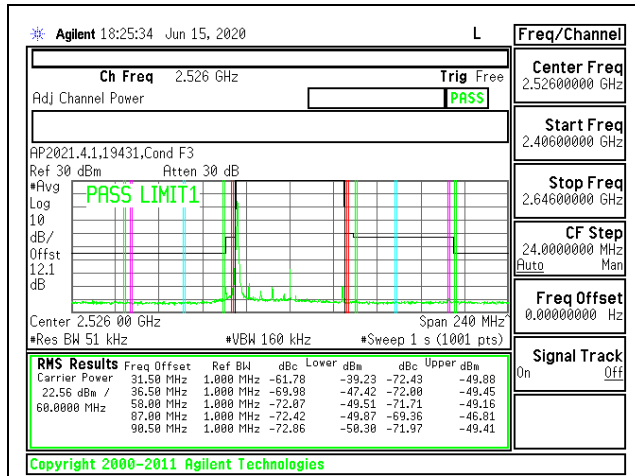 Agilent 18:25:34 Jun 15, 2020 L
Freq/Channel
Ch Freq 2.526 GHz Trig Free
Adj Channel Power PASS
Center Freq
2.52600000 GHz
Start Freq
2.40600000 GHz
Stop Freq
2.64600000 GHz
CF Step
24.0000000 MHz
Auto Man
Freq Offset
0.00000000 Hz
Signal Track
On Off
AP2021.4.1,19431,Cond F3
Ref 30 dBm Atten 30 dB
#Avg
Log
10
dB/
Offst
12.1
dB
PASS LIMIT1
Center 2.526 00 GHz Span 240 MHz^
#Res BW 51 kHz #VBW 160 kHz #Sweep 1 s (1001 pts)
RMS Results Freq Offset Ref BW dBc Lower dBm dBc Upper dBm
Carrier Power 31.50 MHz 1.000 MHz -61.78 -39.23 -72.43 -49.88
22.56 dBm / 36.50 MHz 1.000 MHz -69.98 -47.42 -72.00 -49.45
60.0000 MHz 58.00 MHz 1.000 MHz -72.07 -49.51 -71.71 -49.16
87.00 MHz 1.000 MHz -72.42 -49.87 -69.36 -46.81
90.50 MHz 1.000 MHz -72.86 -50.30 -71.97 -49.41
Copyright 2000-2011 Agilent Technologies